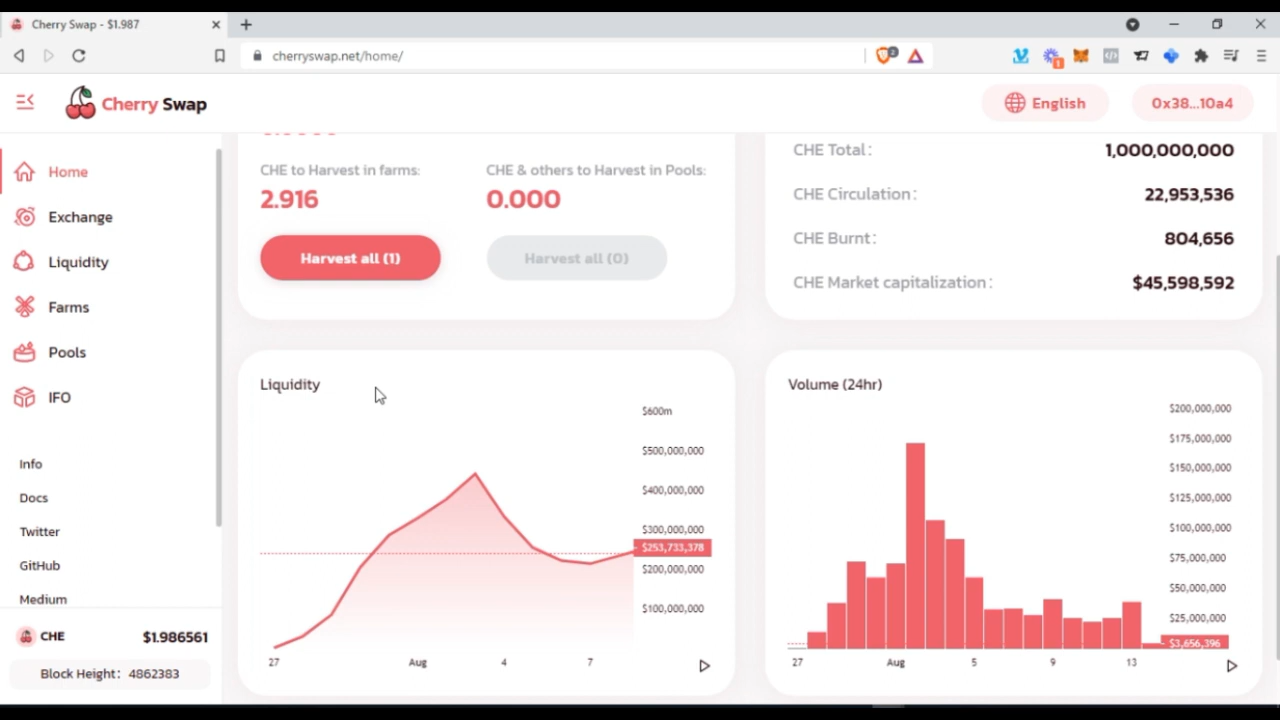 Cherry Swap - $1.987
cherryswap.net/home/
2
1
Cherry Swap
English
0x38...10a4
Home
Exchange
Liquidity
Farms
Pools
IFO
Info
Docs
Twitter
GitHub
Medium
CHE $1.986561
Block Height: 4862383
CHE to Harvest in farms:
2.916
Harvest all (1)
CHE & others to Harvest in Pools:
0.000
Harvest all (0)
CHE Total: 1,000,000,000
CHE Circulation: 22,953,536
CHE Burnt: 804,656
CHE Market capitalization: $45,598,592
Liquidity
$600m
$500,000,000
$400,000,000
$300,000,000
$253,733,378
$200,000,000
$100,000,000
27 Aug 4 7
Volume (24hr)
$200,000,000
$175,000,000
$150,000,000
$125,000,000
$100,000,000
$75,000,000
$50,000,000
$25,000,000
$3,656,396
27 Aug 5 9 13